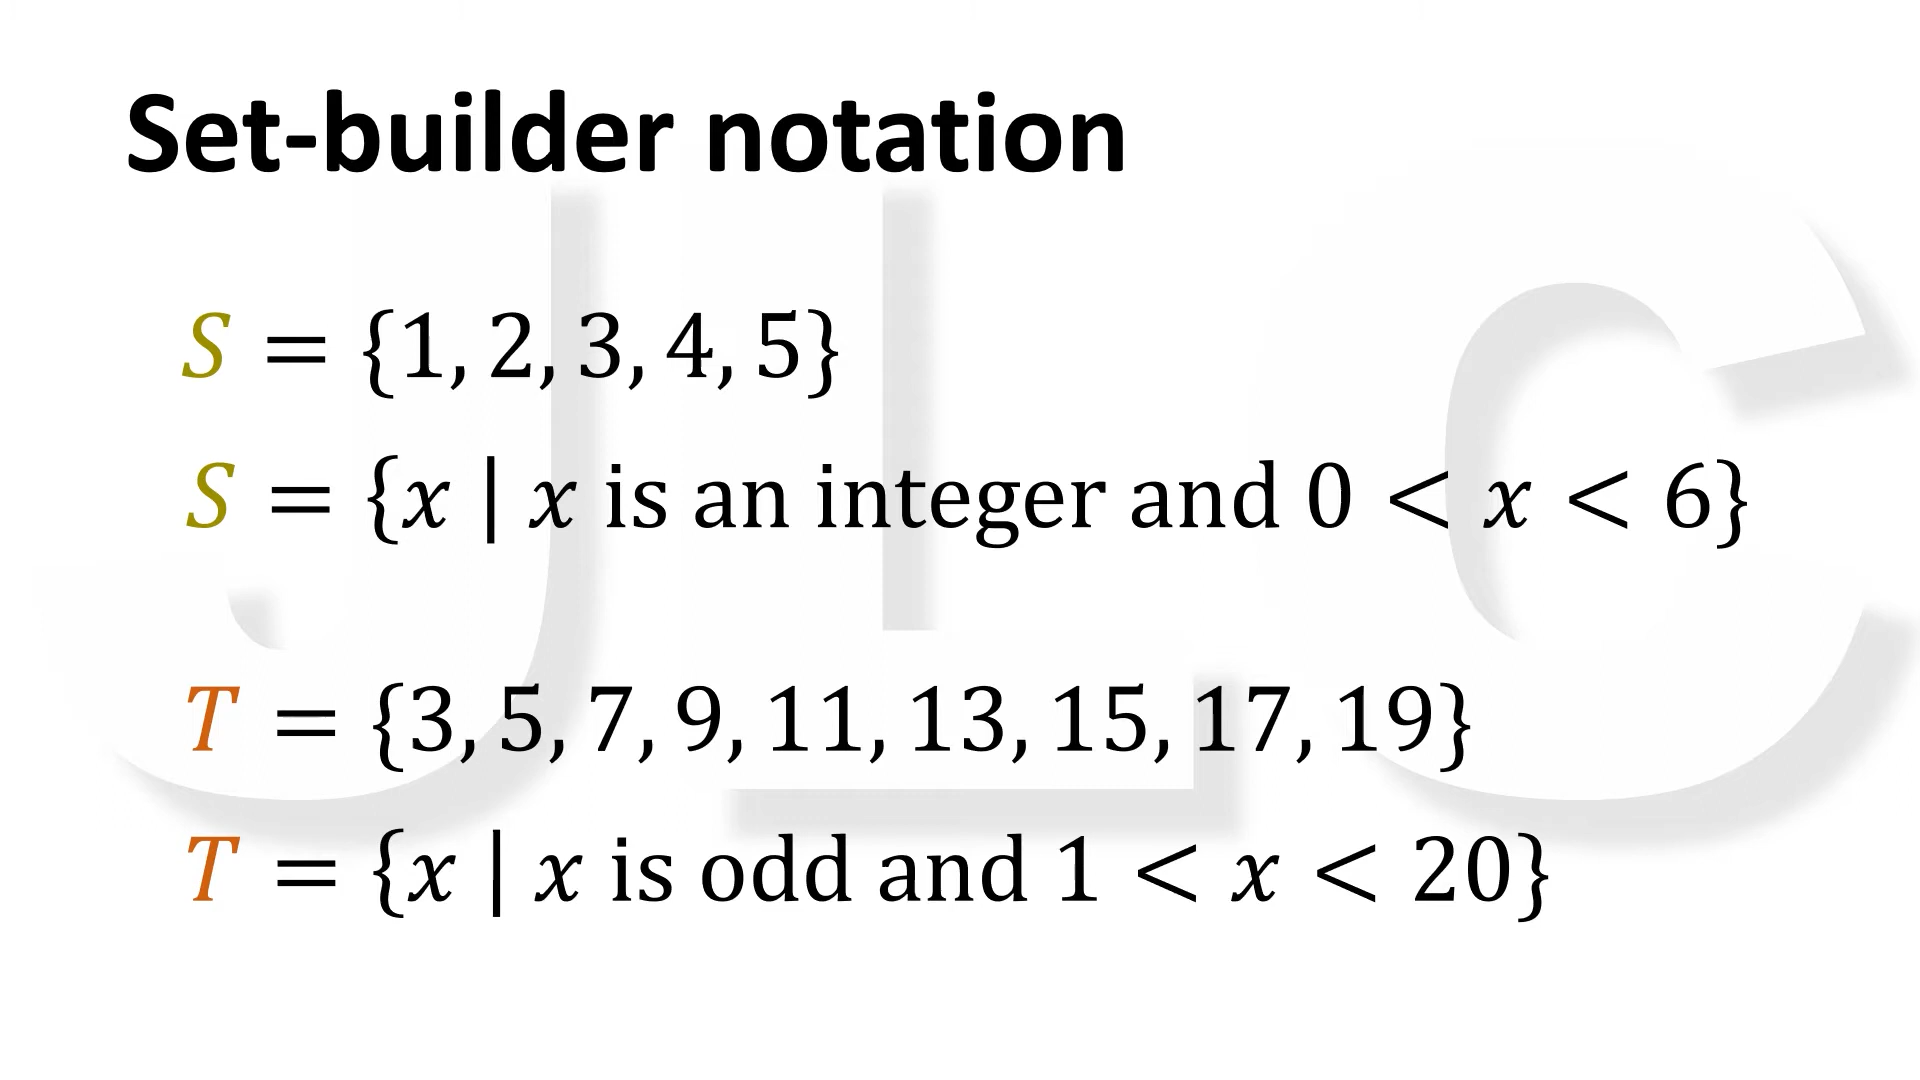 Set-builder notation
S = {1, 2, 3, 4, 5}
S = {x | x is an integer and 0 < x < 6}
T = {3, 5, 7, 9, 11, 13, 15, 17, 19}
T = {x | x is odd and 1 < x < 20}
JLC